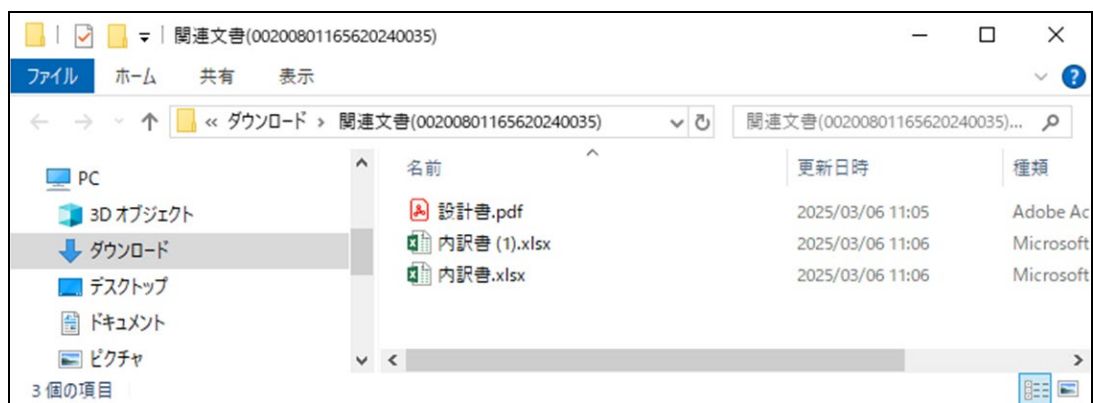 関連文書(00200801165620240035)
ファイル ホーム 共有 表示
« ダウンロード › 関連文書(00200801165620240035) 関連文書(00200801165620240035)...
名前 更新日時 種類
PC
3D オブジェクト
ダウンロード
デスクトップ
ドキュメント
ピクチャ
設計書.pdf 2025/03/06 11:05 Adobe Ac
内訳書 (1).xlsx 2025/03/06 11:06 Microsoft
内訳書.xlsx 2025/03/06 11:06 Microsoft
3 個の項目